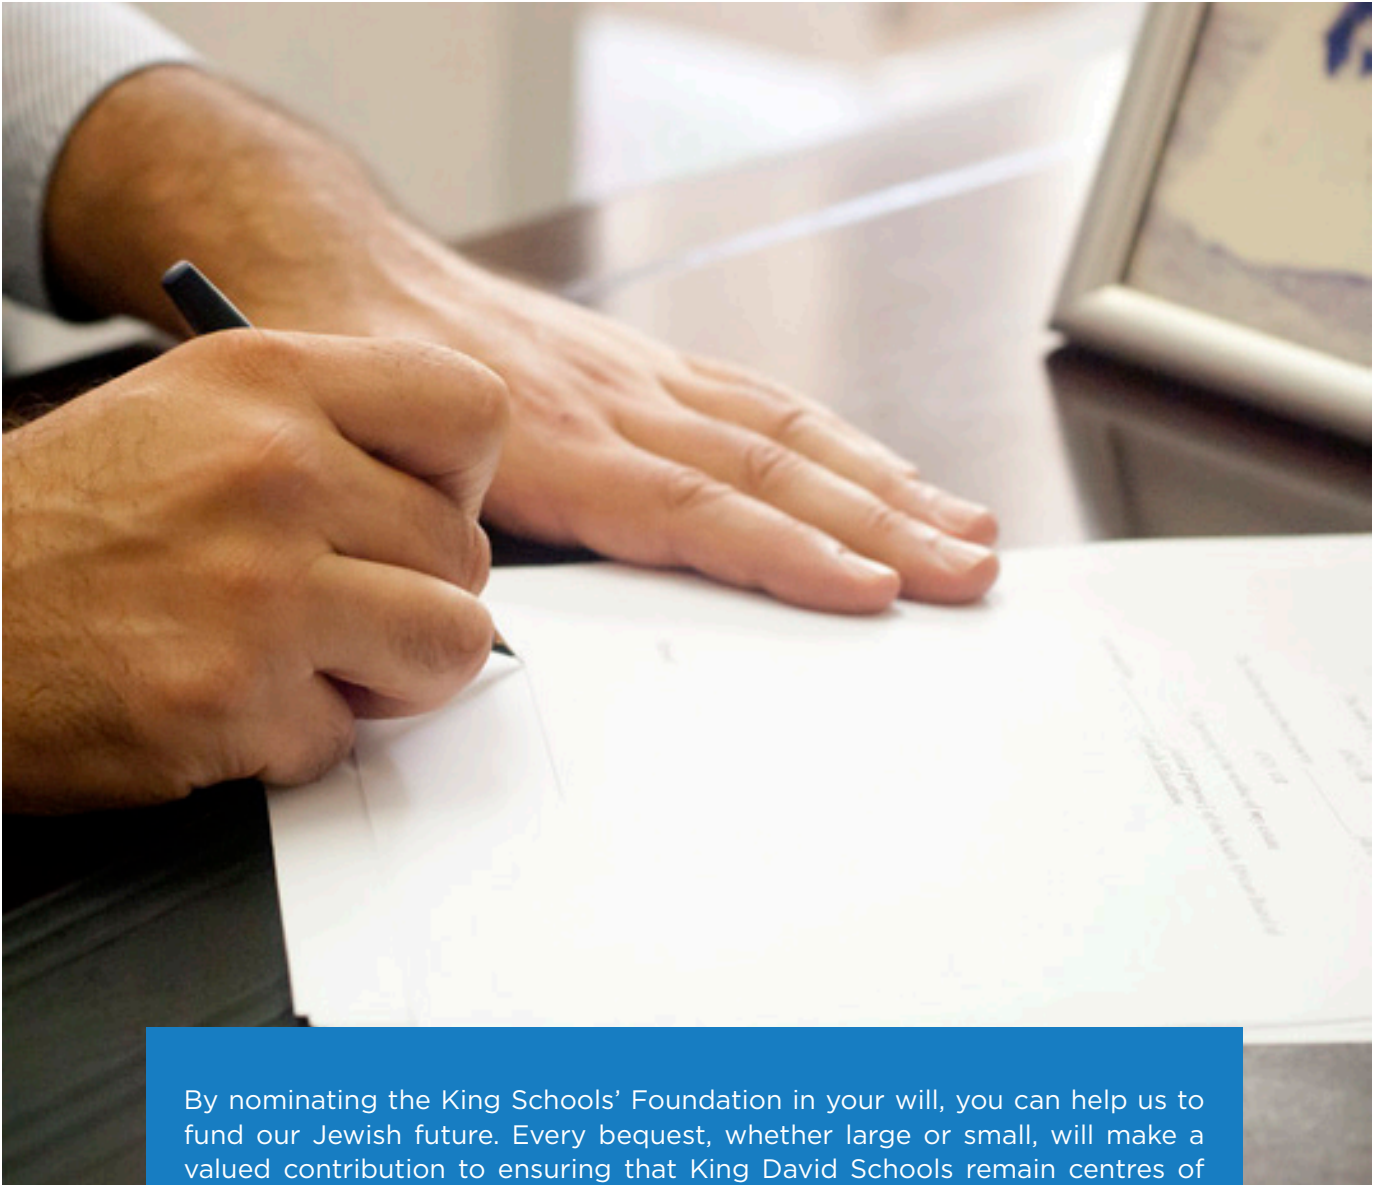 By nominating the King Schools’ Foundation in your will, you can help us to
fund our Jewish future. Every bequest, whether large or small, will make a
valued contribution to ensuring that King David Schools remain centres of